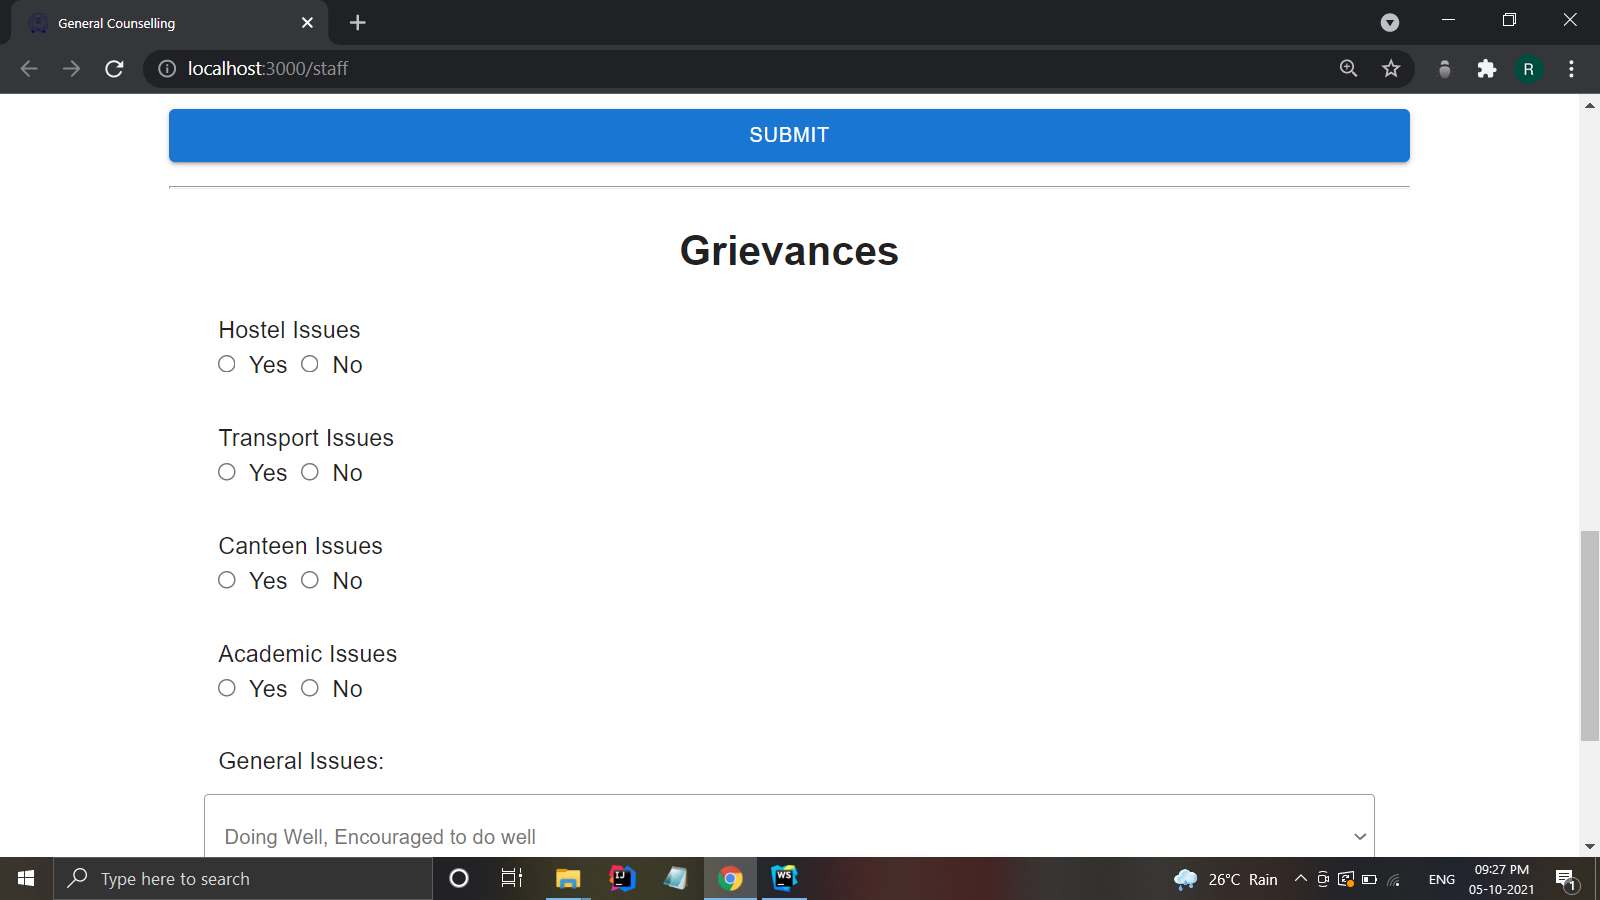 General Counselling
localhost:3000/staff
R
SUBMIT
Grievances
Hostel Issues
Yes No
Transport Issues
Yes No
Canteen Issues
Yes No
Academic Issues
Yes No
General Issues:
Doing Well, Encouraged to do well
Type here to search
IJ
WS
26°C Rain
ENG
09:27 PM
05-10-2021
1